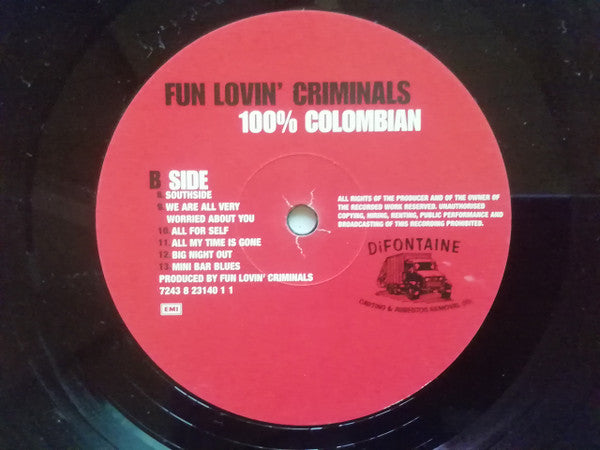 FUN LOVIN' CRIMINALS
100% COLOMBIAN
B SIDE
8. SOUTHSIDE
9. WE ARE ALL VERY
WORRIED ABOUT YOU
10. ALL FOR SELF
11. ALL MY TIME IS GONE
12. BIG NIGHT OUT
13. MINI BAR BLUES
PRODUCED BY FUN LOVIN' CRIMINALS
7243 8 23140 1 1
EMI
ALL RIGHTS OF THE PRODUCER AND OF THE OWNER OF
THE RECORDED WORK RESERVED. UNAUTHORISED
COPYING, HIRING, RENTING, PUBLIC PERFORMANCE AND
BROADCASTING OF THIS RECORDING PROHIBITED.
DiFONTAINE
CARTING & ASBESTOS REMOVAL